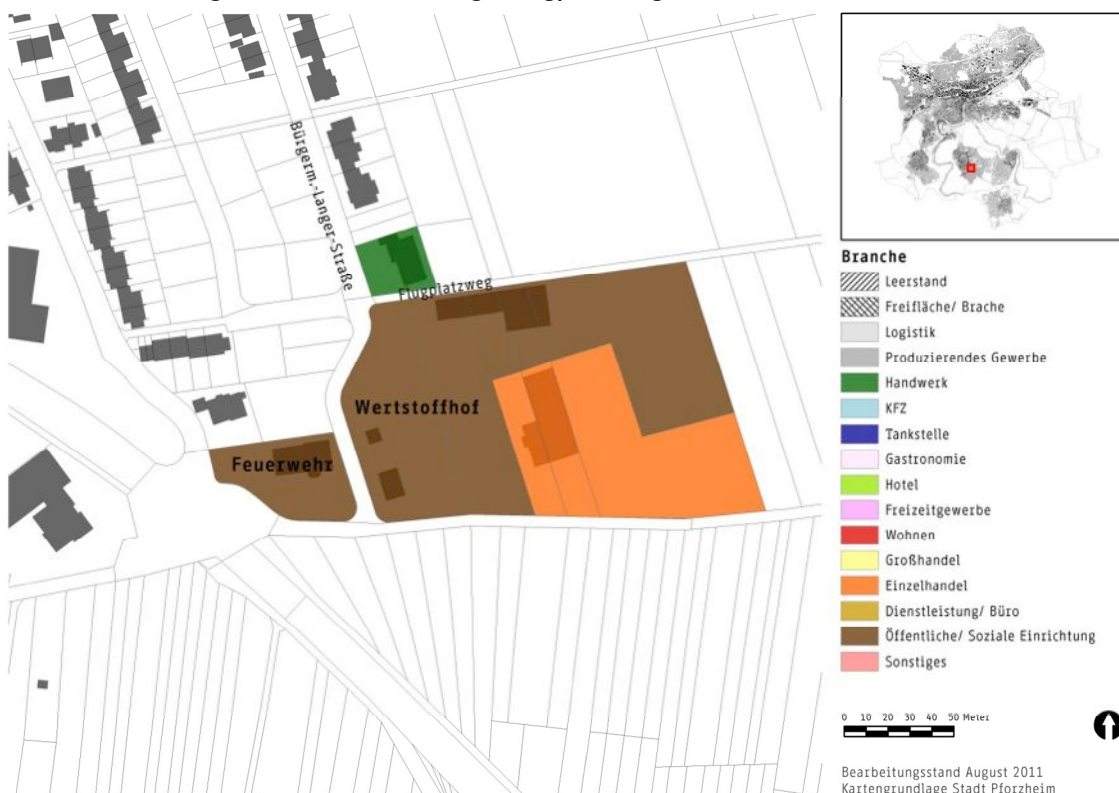 Bürgerm.-Langer-Straße
Flugplatzweg
Wertstoffhof
Feuerwehr
Branche
Leerstand
Freifläche/ Brache
Logistik
Produzierendes Gewerbe
Handwerk
KFZ
Tankstelle
Gastronomie
Hotel
Freizeitgewerbe
Wohnen
Großhandel
Einzelhandel
Dienstleistung/ Büro
Öffentliche/ Soziale Einrichtung
Sonstiges
0 10 20 30 40 50 Meter
Bearbeitungsstand August 2011
Kartengrundlage Stadt Pforzheim